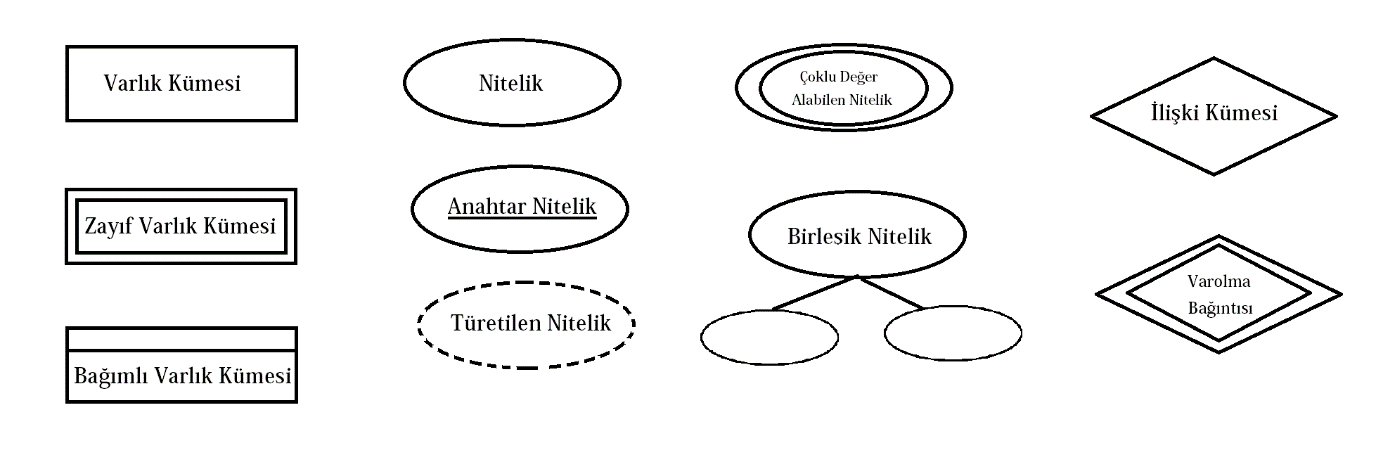 Varlık Kümesi
Zayıf Varlık Kümesi
Bağımlı Varlık Kümesi
Nitelik
Anahtar Nitelik
Türetilen Nitelik
Çoklu Değer
Alabilen Nitelik
Birlesik Nitelik
İlişki Kümesi
Varolma
Bağıntısı